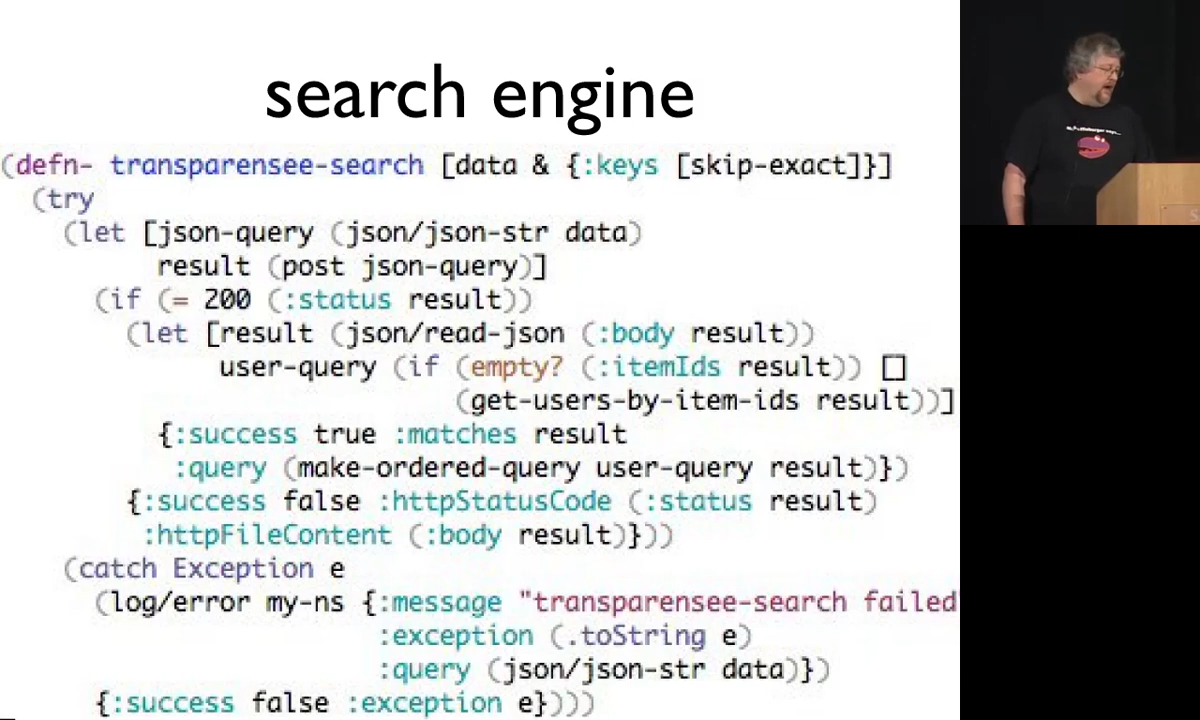 search engine
(defn- transparensee-search [data & {:keys [skip-exact]}]
(try
(let [json-query (json/json-str data)
result (post json-query)]
(if (= 200 (:status result))
(let [result (json/read-json (:body result))
user-query (if (empty? (:itemIds result)) []
(get-users-by-item-ids result))]
{:success true :matches result
:query (make-ordered-query user-query result)})
{:success false :httpStatusCode (:status result)
:httpFileContent (:body result)}))
(catch Exception e
(log/error my-ns {:message "transparensee-search failed"
:exception (.toString e)
:query (json/json-str data)})
{:success false :exception e})))